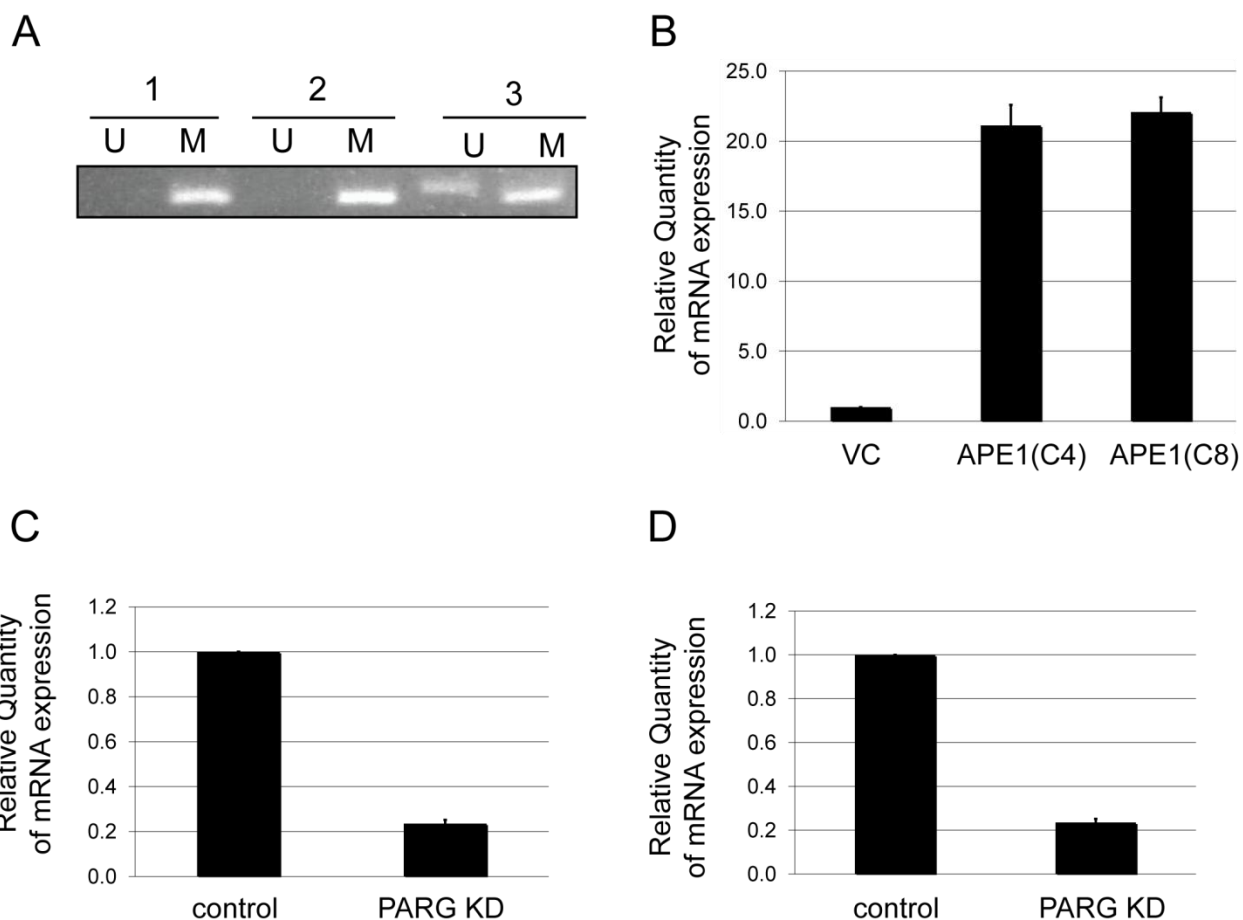 A
1 2 3
U M U M U M
B
Relative Quantity
of mRNA expression
25.0
20.0
15.0
10.0
5.0
0.0
VC APE1(C4) APE1(C8)
C
Relative Quantity
of mRNA expression
1.2
1.0
0.8
0.6
0.4
0.2
0.0
control PARG KD
D
Relative Quantity
of mRNA expression
1.2
1.0
0.8
0.6
0.4
0.2
0.0
control PARG KD